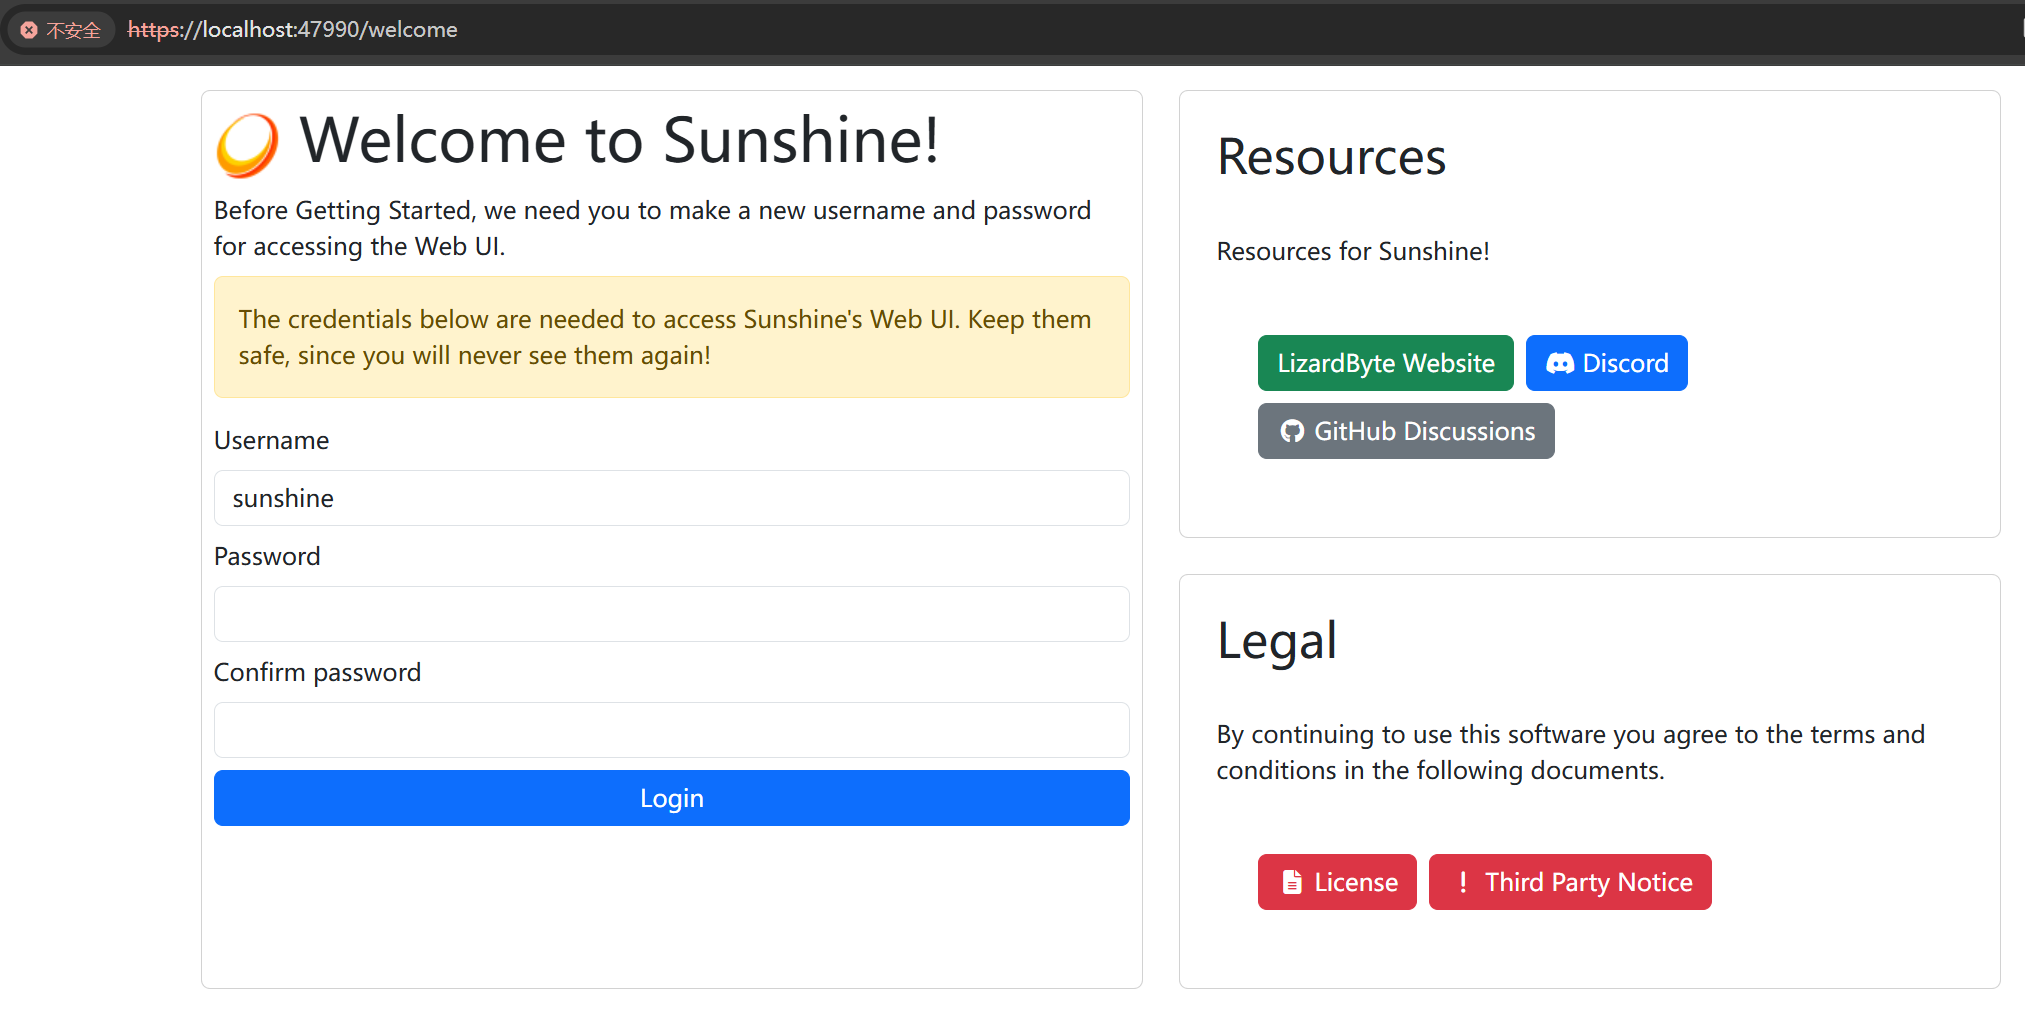 不安全 https://localhost:47990/welcome
Welcome to Sunshine!
Before Getting Started, we need you to make a new username and password
for accessing the Web UI.
The credentials below are needed to access Sunshine's Web UI. Keep them
safe, since you will never see them again!
Username
sunshine
Password
Confirm password
Login
Resources
Resources for Sunshine!
LizardByte Website
Discord
GitHub Discussions
Legal
By continuing to use this software you agree to the terms and
conditions in the following documents.
License
! Third Party Notice